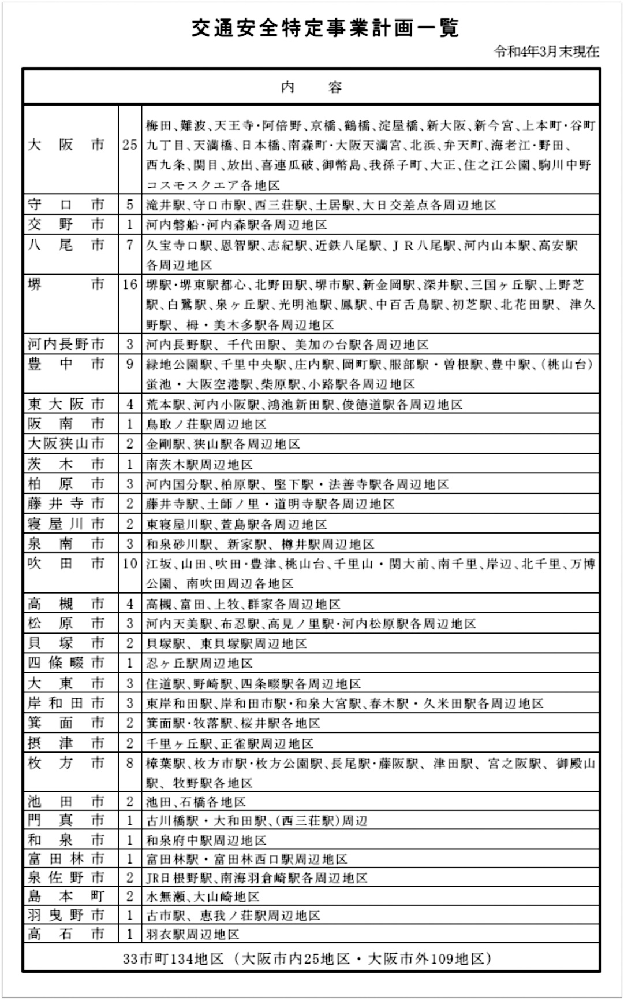 交通安全特定事業計画一覧
令和4年3月末現在
内容
大阪市 25 梅田、難波、天王寺・阿倍野、京橋、鶴橋、淀屋橋、新大阪、新今宮、上本町・谷町
九丁目、天満橋、日本橋、南森町・大阪天満宮、北浜、弁天町、海老江・野田、
西九条、関目、放出、喜連瓜破、御幣島、我孫子町、大正、住之江公園、駒川中野
コスモスクエア各地区
守口市 5 滝井駅、守口市駅、西三荘駅、土居駅、大日交差点各周辺地区
交野市 1 河内磐船・河内森駅各周辺地区
八尾市 7 久宝寺口駅、恩智駅、志紀駅、近鉄八尾駅、ＪＲ八尾駅、河内山本駅、高安駅
各周辺地区
堺市 16 堺駅・堺東駅都心、北野田駅、堺市駅、新金岡駅、深井駅、三国ヶ丘駅、上野芝
駅、白鷺駅、泉ヶ丘駅、光明池駅、鳳駅、中百舌鳥駅、初芝駅、北花田駅、津久
野駅、栂・美木多駅各周辺地区
河内長野市 3 河内長野駅、千代田駅、美加の台駅各周辺地区
豊中市 9 緑地公園駅、千里中央駅、庄内駅、岡町駅、服部駅・曽根駅、豊中駅、（桃山台）
蛍池・大阪空港駅、柴原駅、小路駅各周辺地区
東大阪市 4 荒本駅、河内小阪駅、鴻池新田駅、俊徳道駅各周辺地区
阪南市 1 鳥取ノ荘駅周辺地区
大阪狭山市 2 金剛駅、狭山駅各周辺地区
茨木市 1 南茨木駅周辺地区
柏原市 3 河内国分駅、柏原駅、堅下駅・法善寺駅各周辺地区
藤井寺市 2 藤井寺駅、土師ノ里・道明寺駅各周辺地区
寝屋川市 2 東寝屋川駅、萱島駅各周辺地区
泉南市 3 和泉砂川駅、新家駅、樽井駅周辺地区
吹田市 10 江坂、山田、吹田・豊津、桃山台、千里山・関大前、南千里、岸辺、北千里、万博
公園、南吹田周辺各地区
高槻市 4 高槻、富田、上牧、群家各周辺地区
松原市 3 河内天美駅、布忍駅、高見ノ里駅・河内松原駅各周辺地区
貝塚市 2 貝塚駅、東貝塚駅周辺地区
四條畷市 1 忍ヶ丘駅周辺地区
大東市 3 住道駅、野崎駅、四条畷駅各周辺地区
岸和田市 3 東岸和田駅、岸和田市駅・和泉大宮駅、春木駅・久米田駅各周辺地区
箕面市 2 箕面駅・牧落駅、桜井駅各地区
摂津市 2 千里ヶ丘駅、正雀駅周辺地区
枚方市 8 樟葉駅、枚方市駅・枚方公園駅、長尾駅・藤阪駅、津田駅、宮之阪駅、御殿山
駅、牧野駅各地区
池田市 2 池田、石橋各地区
門真市 1 古川橋駅・大和田駅、（西三荘駅）周辺
和泉市 1 和泉府中駅周辺地区
富田林市 1 富田林駅・富田林西口駅周辺地区
泉佐野市 2 JR日根野駅、南海羽倉崎駅各周辺地区
島本町 2 水無瀬、大山崎地区
羽曳野市 1 古市駅、恵我ノ荘駅周辺地区
高石市 1 羽衣駅周辺地区
33市町134地区（大阪市内25地区・大阪市外109地区）